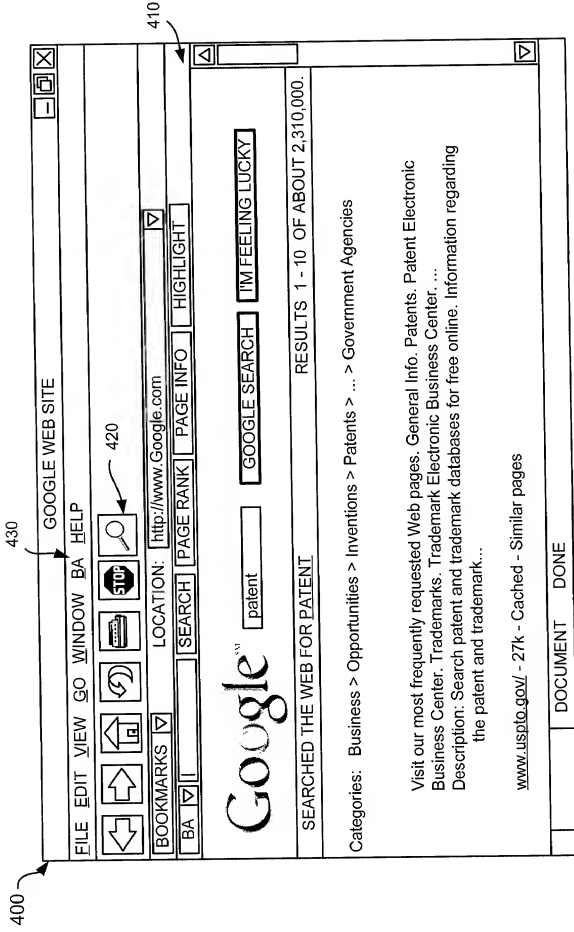 400
430
420
410
GOOGLE WEB SITE
FILE EDIT VIEW GO WINDOW BA HELP
STOP
BOOKMARKS LOCATION: http://www.Google.com
BA SEARCH PAGE RANK PAGE INFO HIGHLIGHT
Google SM patent GOOGLE SEARCH I'M FEELING LUCKY
SEARCHED THE WEB FOR PATENT RESULTS 1 - 10 OF ABOUT 2,310,000.
Categories: Business > Opportunities > Inventions > Patents > ... > Government Agencies
Visit our most frequently requested Web pages. General Info. Patents. Patent Electronic
Business Center. Trademarks. Trademark Electronic Business Center. ...
Description: Search patent and trademark databases for free online. Information regarding
the patent and trademark...
www.uspto.gov/ - 27k - Cached - Similar pages
DOCUMENT DONE